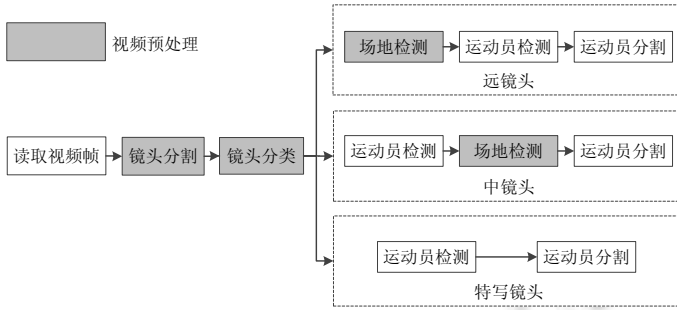 视频预处理
场地检测
运动员检测
运动员分割
远镜头
读取视频帧
镜头分割
镜头分类
运动员检测
场地检测
运动员分割
中镜头
运动员检测
运动员分割
特写镜头